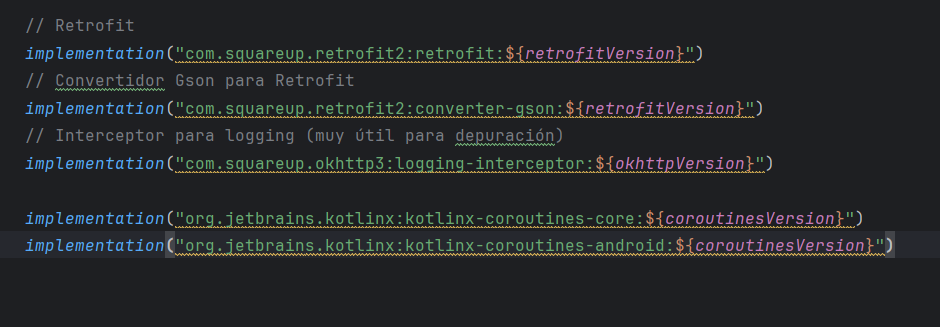 // Retrofit
implementation("com.squareup.retrofit2:retrofit:${retrofitVersion}")
// Convertidor Gson para Retrofit
implementation("com.squareup.retrofit2:converter-gson:${retrofitVersion}")
// Interceptor para logging (muy útil para depuración)
implementation("com.squareup.okhttp3:logging-interceptor:${okhttpVersion}")
implementation("org.jetbrains.kotlinx:kotlinx-coroutines-core:${coroutinesVersion}")
implementation("org.jetbrains.kotlinx:kotlinx-coroutines-android:${coroutinesVersion}")